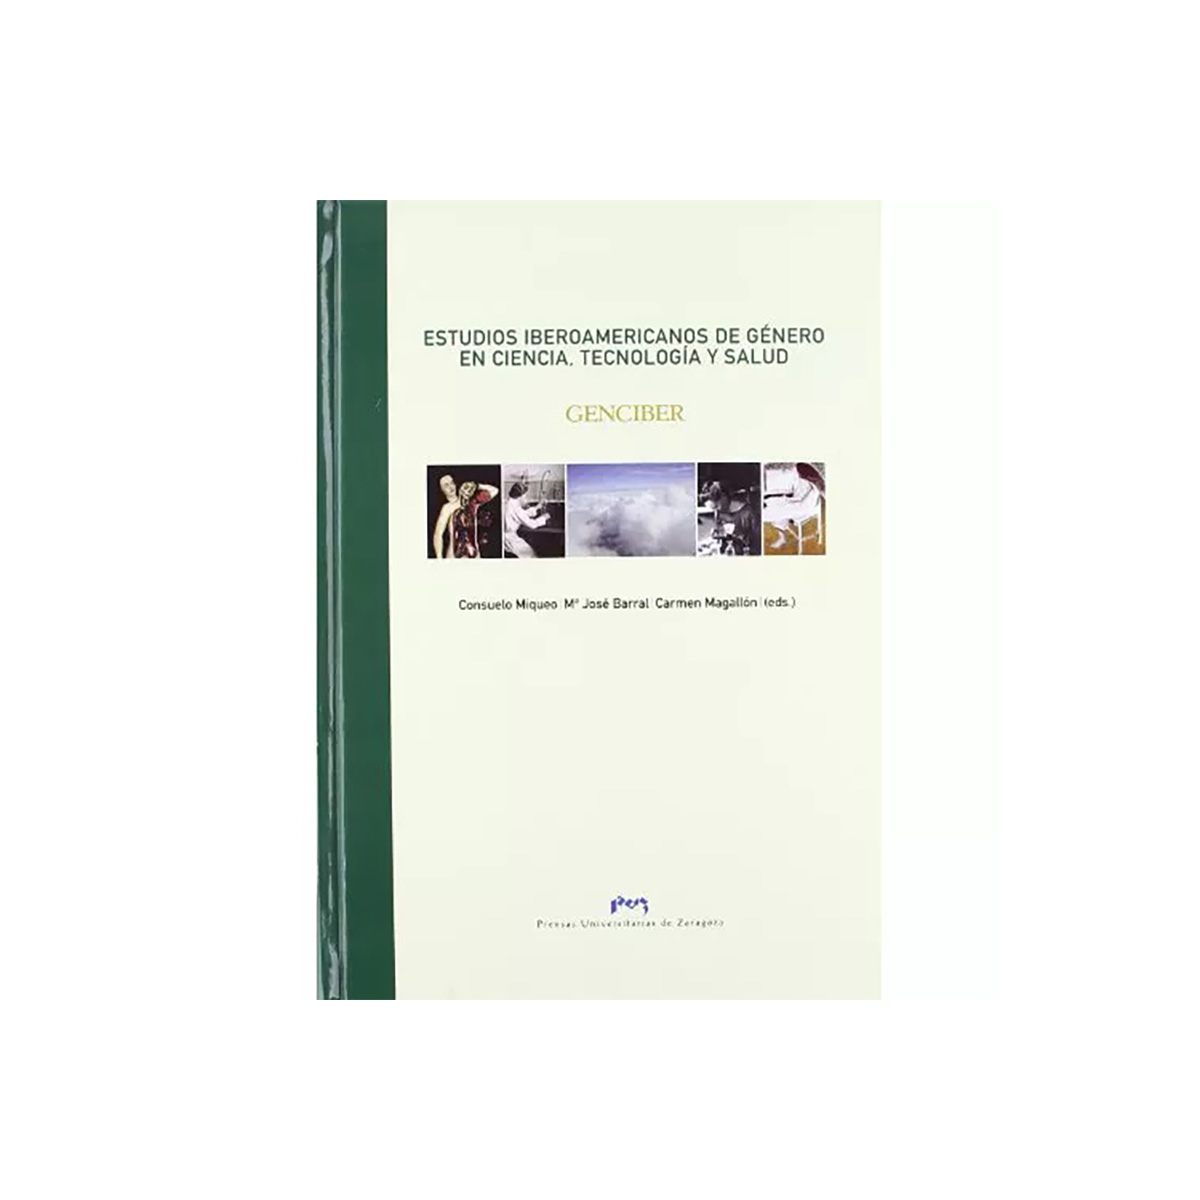 ESTUDIOS IBEROAMERICANOS DE GÉNERO
EN CIENCIA, TECNOLOGÍA Y SALUD
GENCIBER
Consuelo Miqueo | Mª José Barral | Carmen Magallón | (eds.)
puz
Prensas Universitarias de Zaragoza